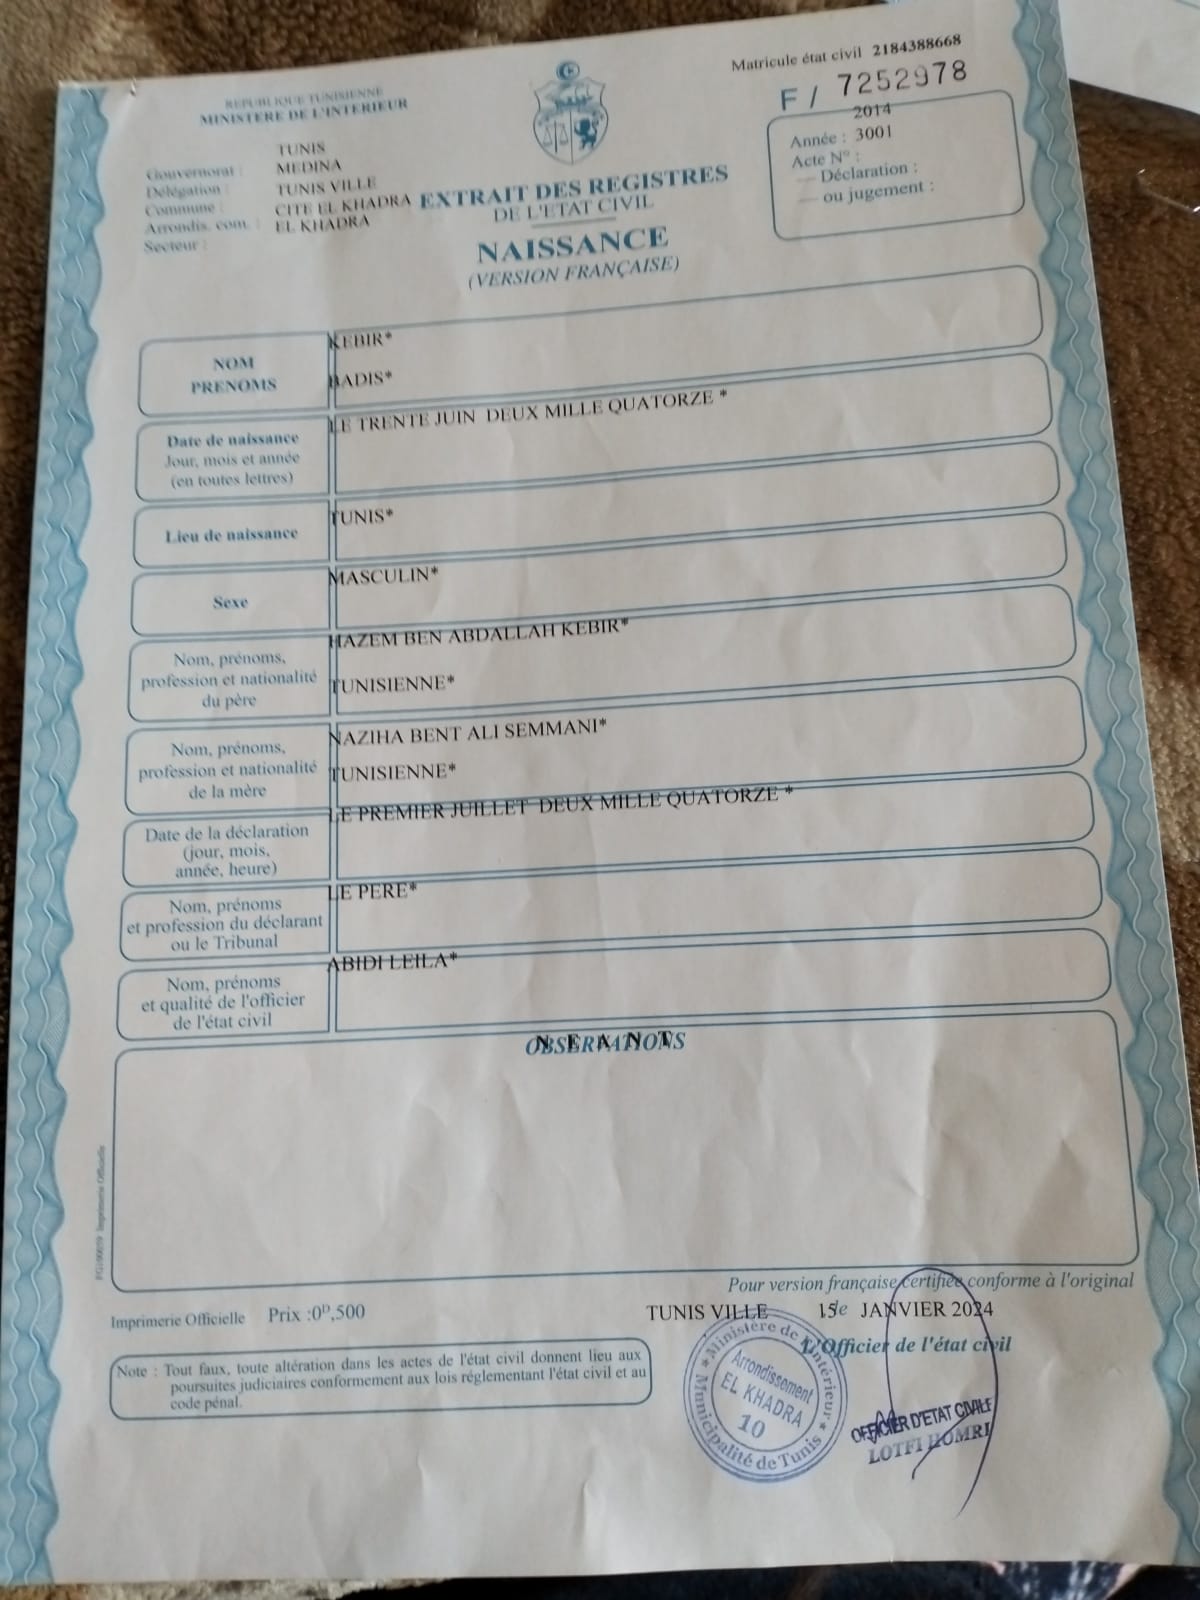 Matricule état civil 2184388668
F / 7252978
REPUBLIQUE TUNISIENNE
MINISTERE DE L'INTERIEUR
Gouvernorat : TUNIS
Délégation : MEDINA
Commune : TUNIS VILLE
Arrondis. com. : CITE EL KHADRA
Secteur : EL KHADRA
2014
Année : 3001
Acte N° :
— Déclaration :
— ou jugement :
EXTRAIT DES REGISTRES
DE L'ETAT CIVIL
NAISSANCE
(VERSION FRANÇAISE)
NOM
PRENOMS
KEBIR*
BADIS*
Date de naissance
Jour, mois et année
(en toutes lettres)
LE TRENTE JUIN DEUX MILLE QUATORZE *
Lieu de naissance
TUNIS*
Sexe
MASCULIN*
Nom, prénoms,
profession et nationalité
du père
HAZEM BEN ABDALLAH KEBIR*
TUNISIENNE*
Nom, prénoms,
profession et nationalité
de la mère
NAZIHA BENT ALI SEMMANI*
TUNISIENNE*
Date de la déclaration
(jour, mois,
année, heure)
LE PREMIER JUILLET DEUX MILLE QUATORZE *
Nom, prénoms
et profession du déclarant
ou le Tribunal
LE PERE*
Nom, prénoms
et qualité de l'officier
de l'état civil
ABIDI LEILA*
OBSERVATIONS
N E A N T
Imprimerie Officielle
Pour version française certifiée conforme à l'original
Imprimerie Officielle Prix :0ᴰ,500
TUNIS VILLE 15 le JANVIER 2024
L'Officier de l'état civil
Note : Tout faux, toute altération dans les actes de l'état civil donnent lieu aux
poursuites judiciaires conformement aux lois réglementant l'état civil et au
code pénal.
Ministère de l'Intérieur
Arrondissement
EL KHADRA
10
Municipalité de Tunis
OFFICIER D'ETAT CIVILE
LOTFI HOMRI